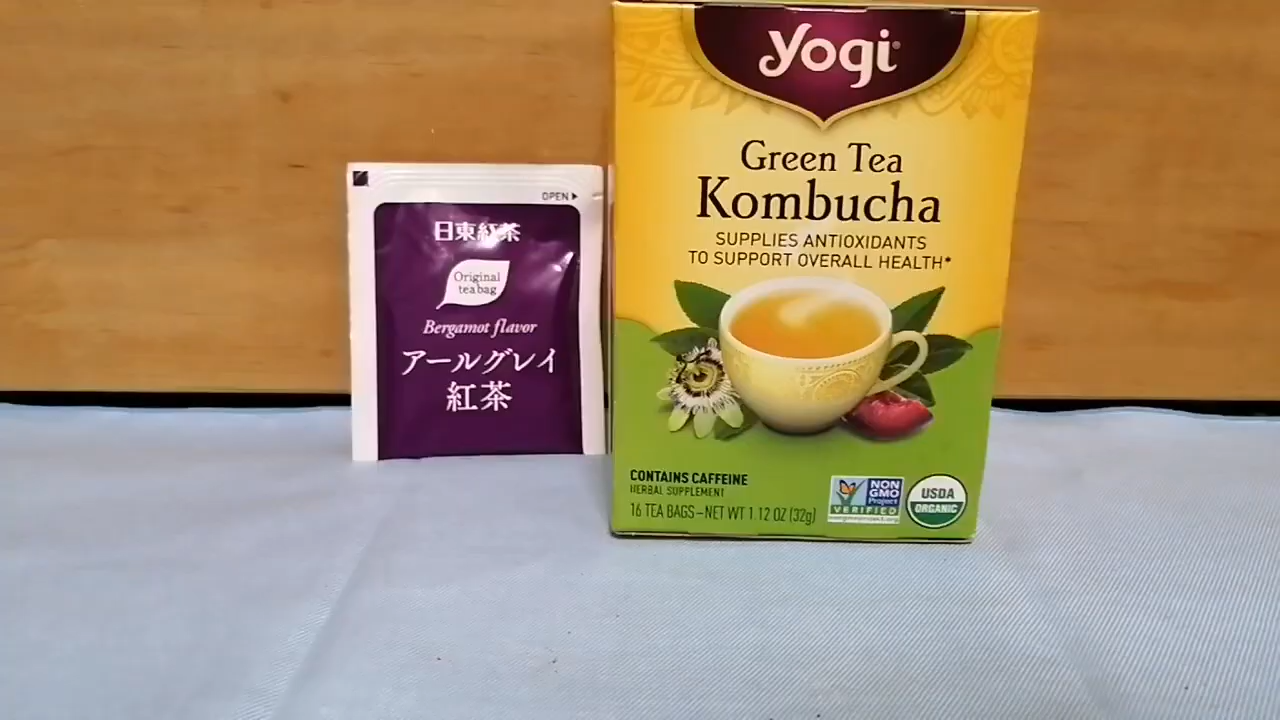 OPEN
日東紅茶
Original
teabag
Bergamot flavor
アールグレイ
紅茶
yogi®
Green Tea
Kombucha
SUPPLIES ANTIOXIDANTS
TO SUPPORT OVERALL HEALTH*
CONTAINS CAFFEINE
HERBAL SUPPLEMENT
16 TEA BAGS – NET WT 1.12 OZ (32g)
NON
GMO
Project
VERIFIED
USDA
ORGANIC